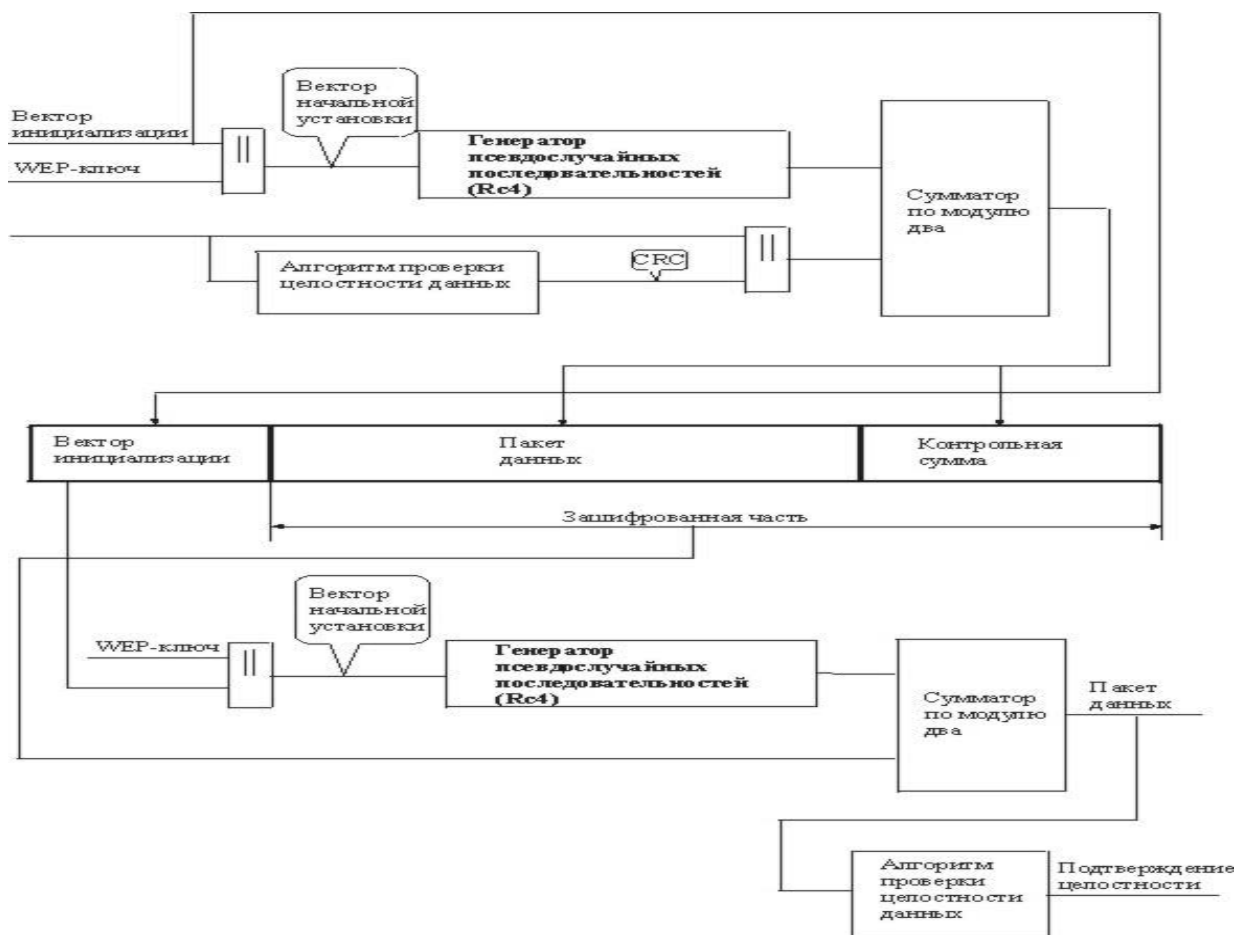 Вектор
инициализации
WEP-ключ
||
Вектор
начальной
установки
Генератор
псевдослучайных
последовательностей
(Rc4)
Сумматор
по модулю
два
Алгоритм проверки
целостности данных
CRC
||
Вектор
инициализации
Пакет
данных
Контрольная
сумма
Зашифрованная часть
WEP-ключ
||
Вектор
начальной
установки
Генератор
псевдослучайных
последовательностей
(Rc4)
Сумматор
по модулю
два
Пакет
данных
Алгоритм
проверки
целостности
данных
Подтверждение
целостности